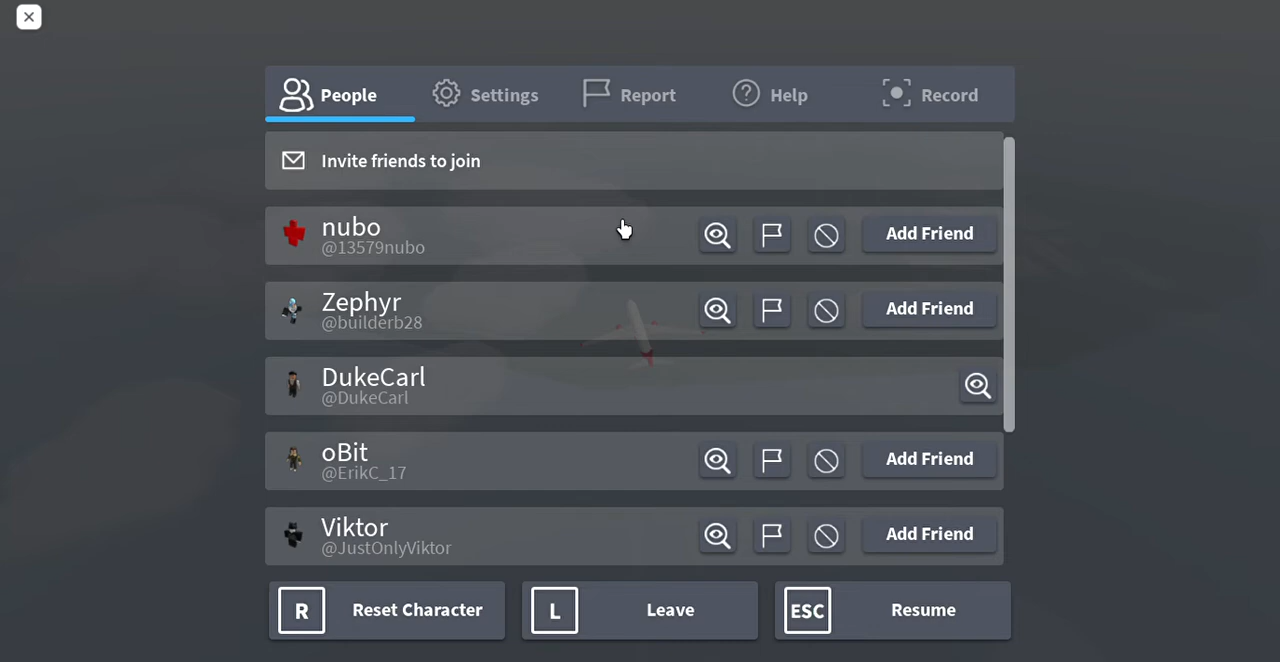 People Settings Report Help Record
Invite friends to join
nubo
@13579nubo
Add Friend
Zephyr
@builderb28
Add Friend
DukeCarl
@DukeCarl
oBit
@ErikC_17
Add Friend
Viktor
@JustOnlyViktor
Add Friend
R Reset Character L Leave ESC Resume